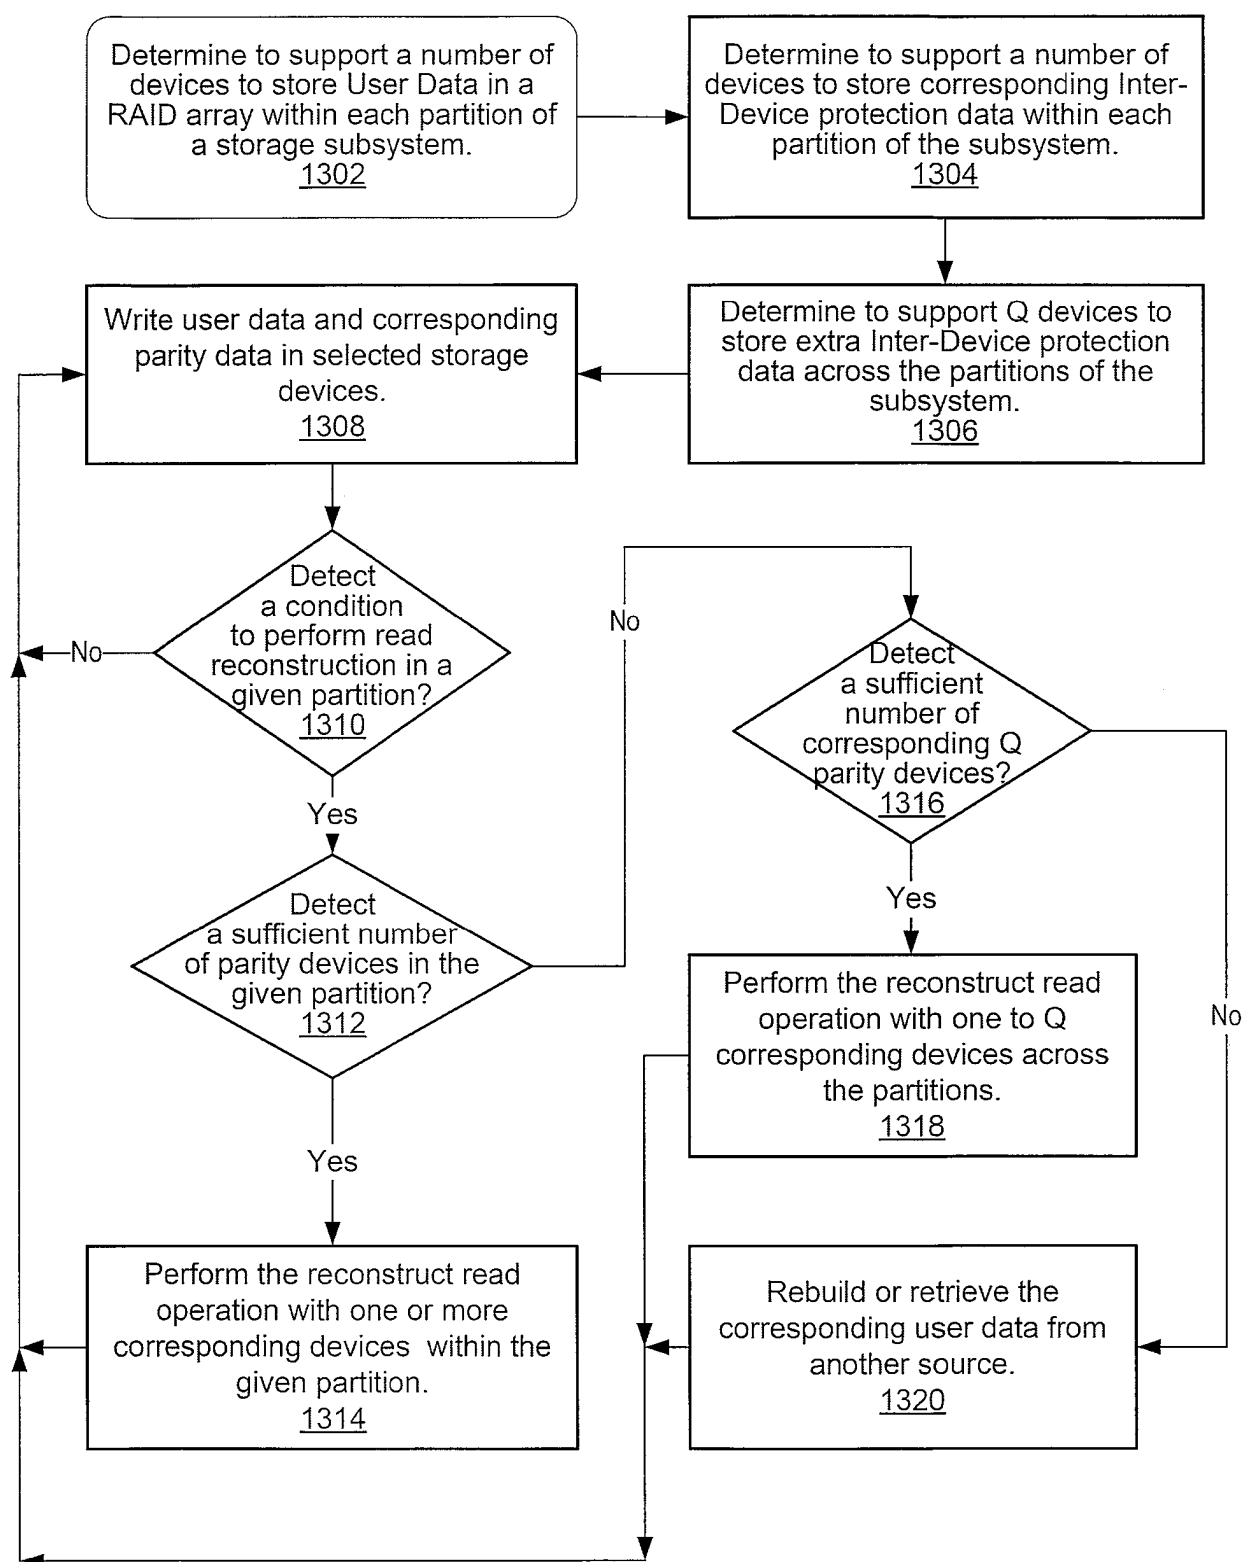 Determine to support a number of
devices to store User Data in a
RAID array within each partition of
a storage subsystem.
1302
Determine to support a number of
devices to store corresponding Inter-
Device protection data within each
partition of the subsystem.
1304
Determine to support Q devices to
store extra Inter-Device protection
data across the partitions of the
subsystem.
1306
Write user data and corresponding
parity data in selected storage
devices.
1308
Detect
a condition
to perform read
reconstruction in a
given partition?
1310
No
Yes
Detect
a sufficient number
of parity devices in the
given partition?
1312
No
Yes
Perform the reconstruct read
operation with one or more
corresponding devices within the
given partition.
1314
Detect
a sufficient
number of
corresponding Q
parity devices?
1316
Yes
No
Perform the reconstruct read
operation with one to Q
corresponding devices across
the partitions.
1318
Rebuild or retrieve the
corresponding user data from
another source.
1320